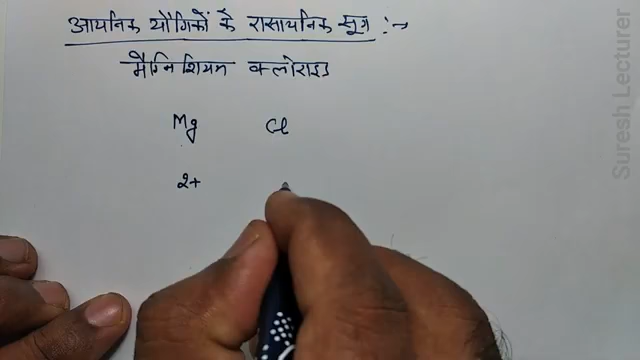 आयनिक यौगिकों के रासायनिक सूत्र :→
मैग्निशियम क्लोराइड
Mg Cl
2+
Suresh Lecturer